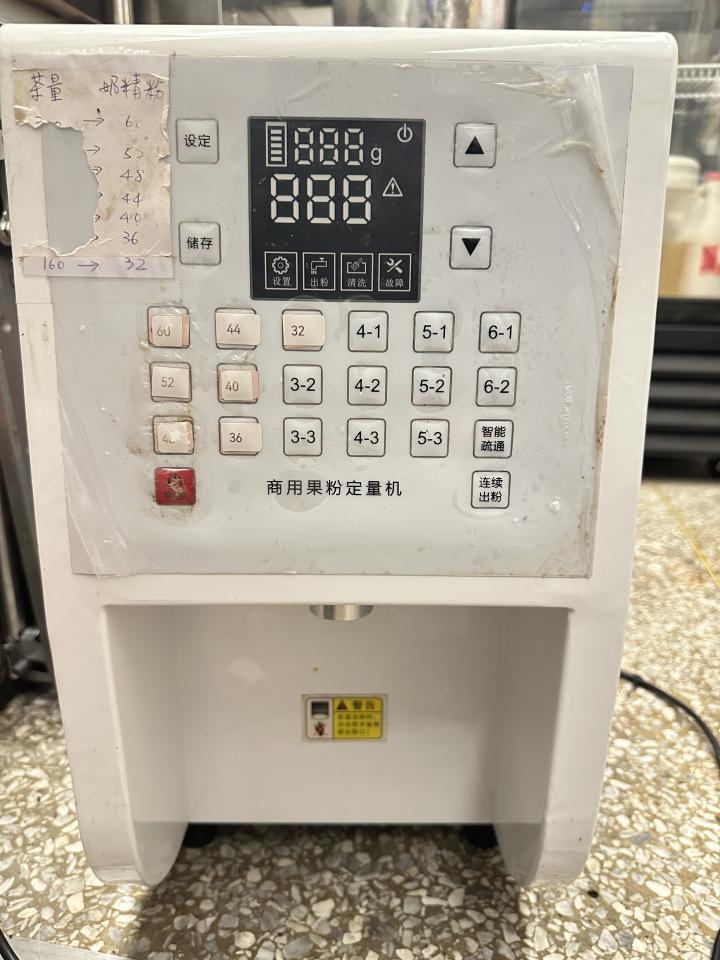 茶量 奶精粉
→ 60
→ 52
→ 48
44
40
36
160 → 32
设定
储存
888 g
888
设置 出粉 清洗 故障
▲
▼
60 44 32 4-1 5-1 6-1
52 40 3-2 4-2 5-2 6-2
36 3-3 4-3 5-3 智能
疏通
商用果粉定量机
连续
出粉
警告